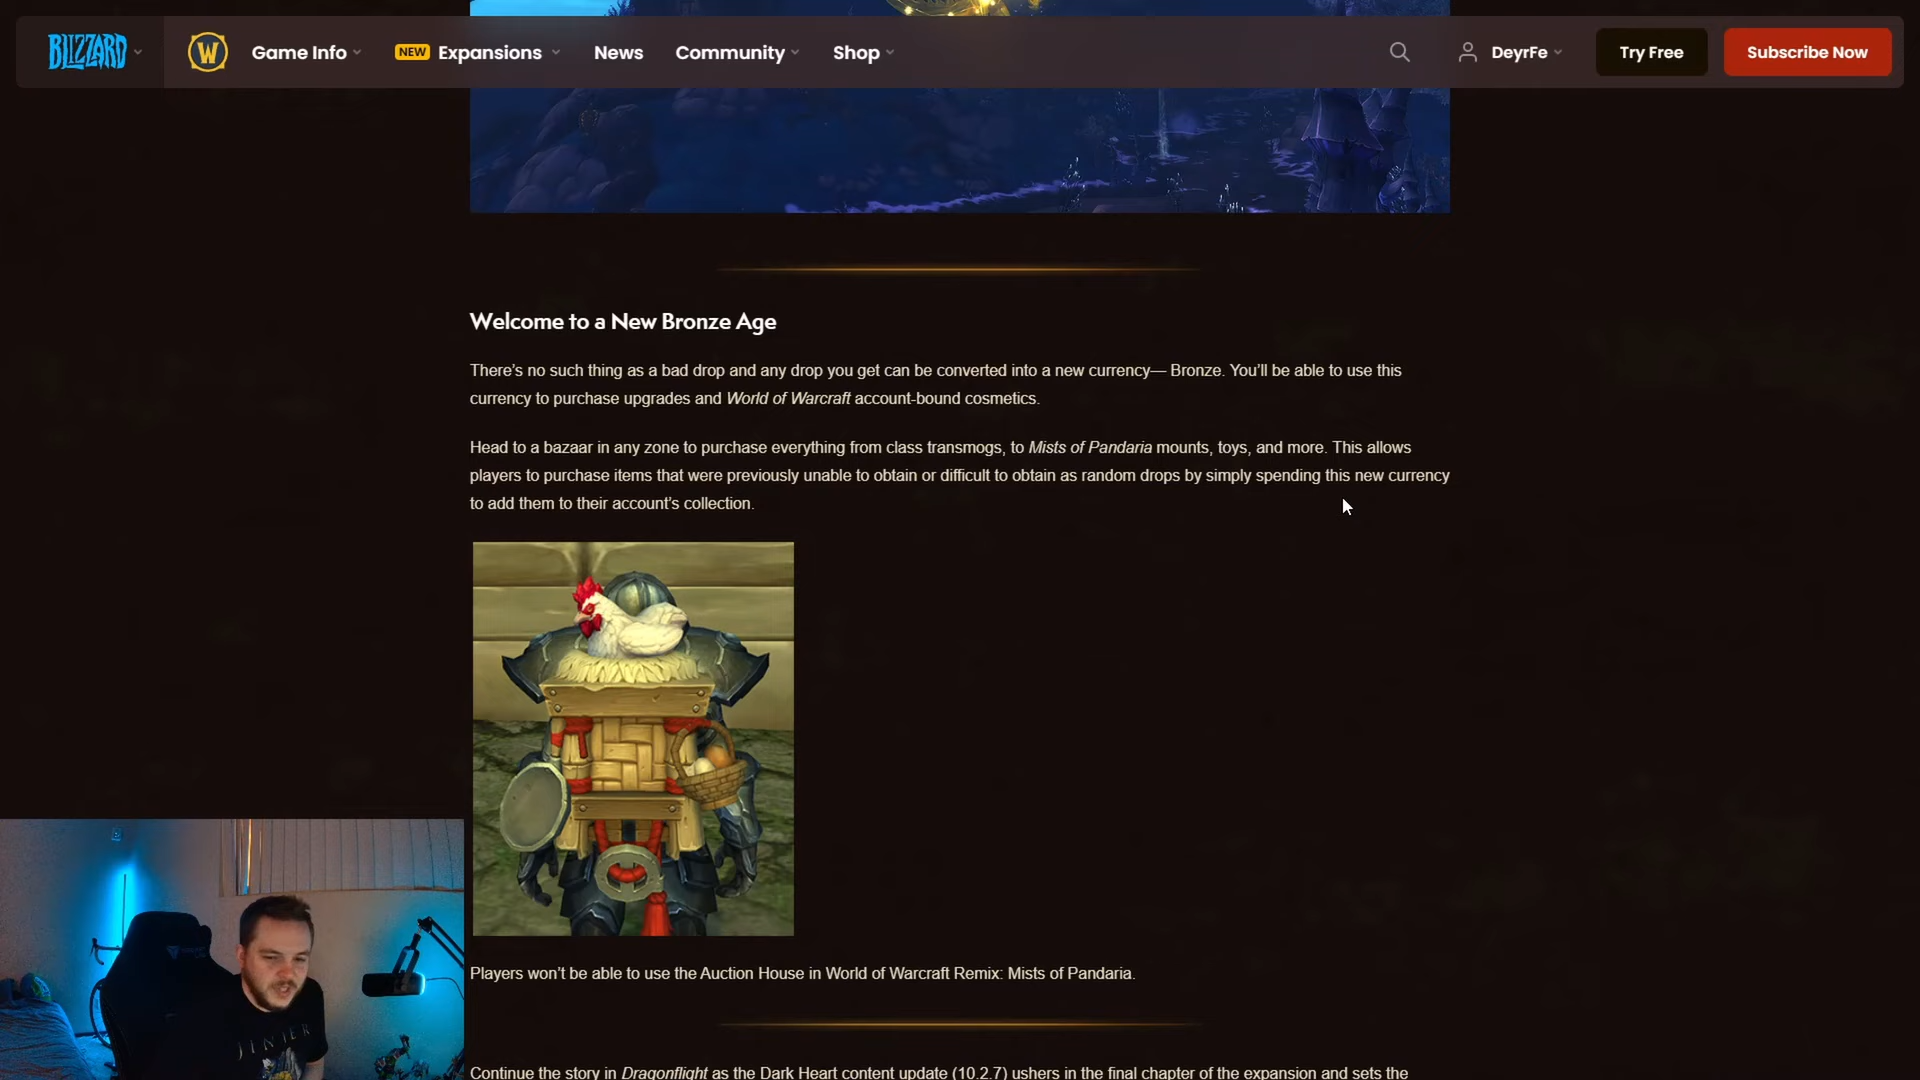 BLIZZARD
W
Game Info
NEW Expansions
News
Community
Shop
DeyrFe
Try Free
Subscribe Now
Welcome to a New Bronze Age
There’s no such thing as a bad drop and any drop you get can be converted into a new currency— Bronze. You’ll be able to use this
currency to purchase upgrades and World of Warcraft account-bound cosmetics.
Head to a bazaar in any zone to purchase everything from class transmogs, to Mists of Pandaria mounts, toys, and more. This allows
players to purchase items that were previously unable to obtain or difficult to obtain as random drops by simply spending this new currency
to add them to their account’s collection.
Players won’t be able to use the Auction House in World of Warcraft Remix: Mists of Pandaria.
Continue the story in Dragonflight as the Dark Heart content update (10.2.7) ushers in the final chapter of the expansion and sets the
JINJER